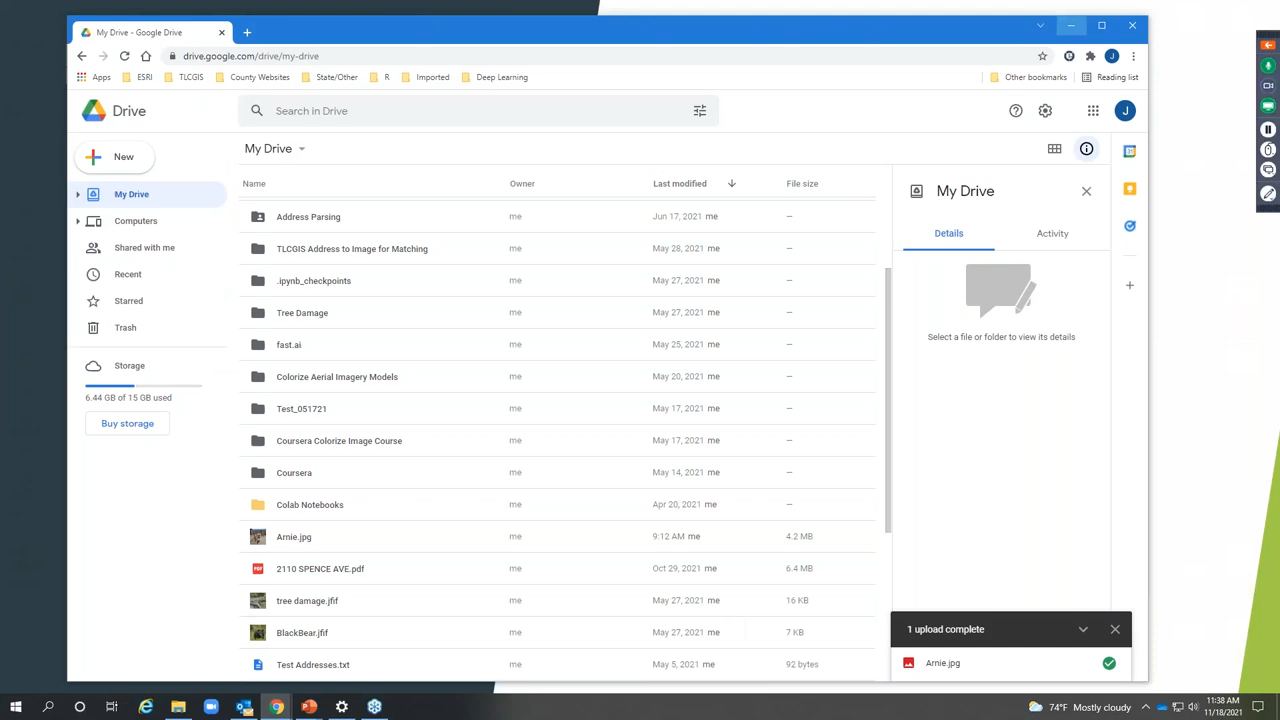 My Drive - Google Drive
drive.google.com/drive/my-drive
Apps ESRI TLCGIS County Websites State/Other R Imported Deep Learning Other bookmarks Reading list
Drive
Search in Drive
J
New
My Drive
Computers
Shared with me
Recent
Starred
Trash
Storage
6.44 GB of 15 GB used
Buy storage
My Drive
Name Owner Last modified File size
Address Parsing me Jun 17, 2021 me —
TLCGIS Address to Image for Matching me May 28, 2021 me —
.ipynb_checkpoints me May 27, 2021 me —
Tree Damage me May 27, 2021 me —
fast.ai me May 25, 2021 me —
Colorize Aerial Imagery Models me May 20, 2021 me —
Test_051721 me May 17, 2021 me —
Coursera Colorize Image Course me May 17, 2021 me —
Coursera me May 14, 2021 me —
Colab Notebooks me Apr 20, 2021 me —
Arnie.jpg me 9:12 AM me 4.2 MB
2110 SPENCE AVE.pdf me Oct 29, 2021 me 6.4 MB
tree damage.jfif me May 27, 2021 me 16 KB
BlackBear.jfif me May 27, 2021 me 7 KB
Test Addresses.txt me May 5, 2021 me 92 bytes
My Drive
Details Activity
Select a file or folder to view its details
1 upload complete
Arnie.jpg
74°F Mostly cloudy
11:38 AM
11/18/2021